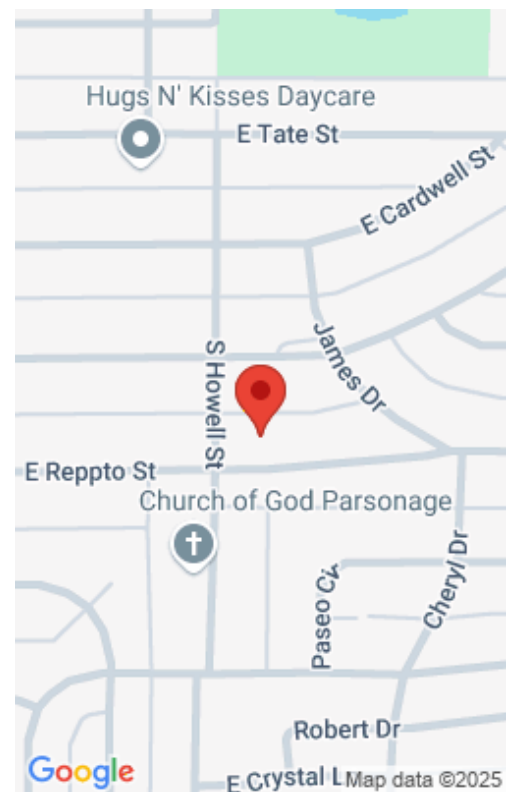 Hugs N' Kisses Daycare
E Tate St
E Cardwell St
James Dr
S Howell St
E Reppto St
Church of God Parsonage
Paseo Cir
Cheryl Dr
Robert Dr
E Crystal
Google
Map data ©2025